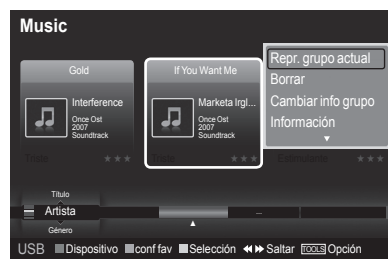 Music
Gold
Interference
Once Ost
2007
Soundtrack
If You Want Me
Marketa Irgl...
Once Ost
2007
Soundtrack
Repr. grupo actual
Borrar
Cambiar info grupo
Información
Título
Artista
Género
USB Dispositivo conf fav Selección Saltar TOOLS Opción